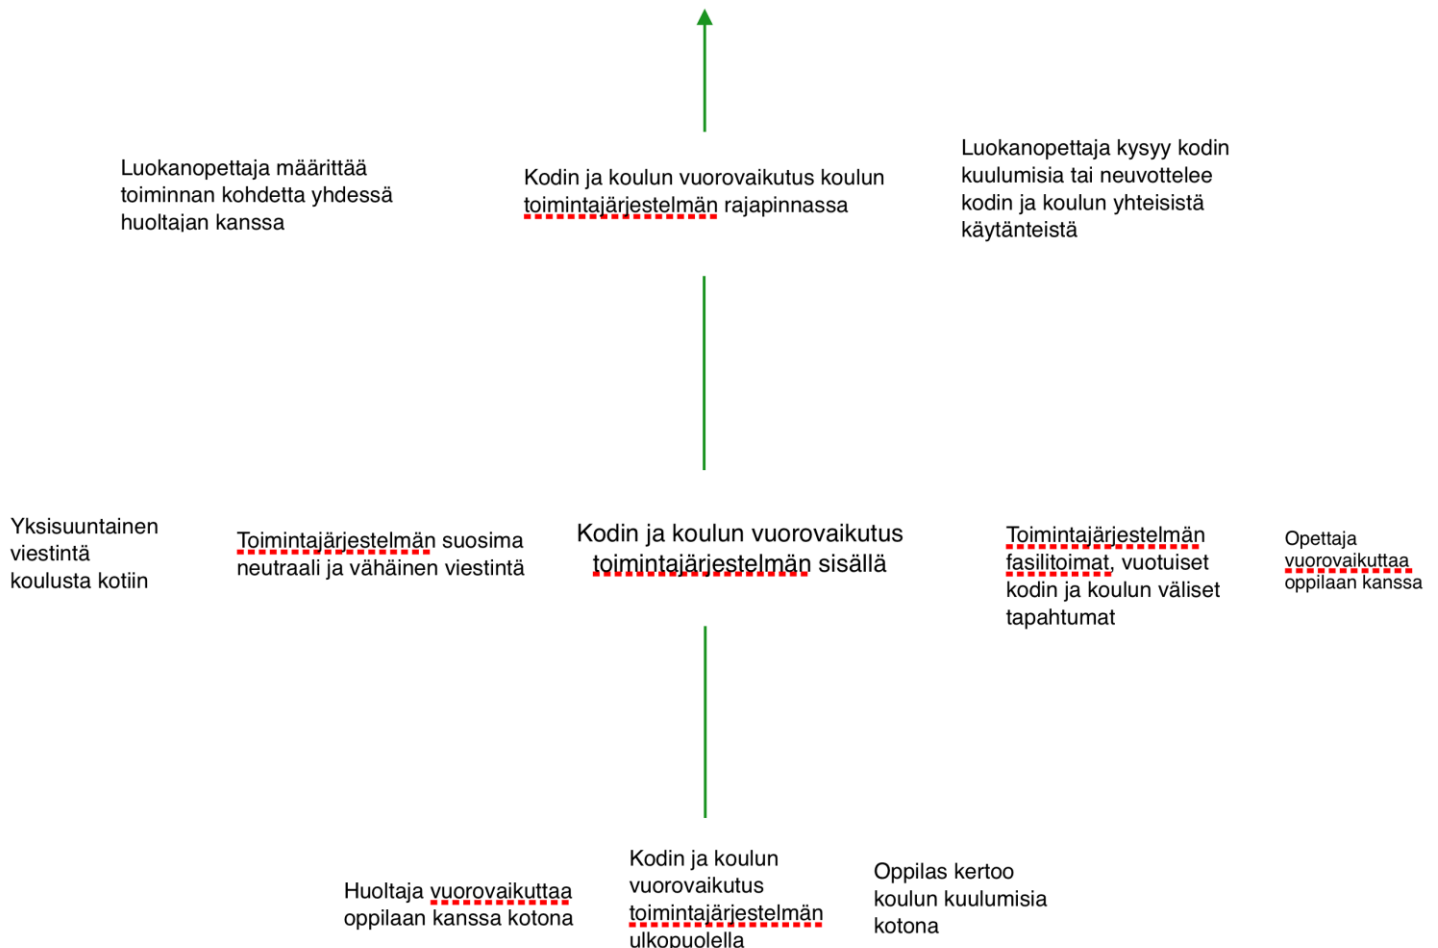 Luokanopettaja määrittää
toiminnan kohdetta yhdessä
huoltajan kanssa
Kodin ja koulun vuorovaikutus koulun
toimintajärjestelmän rajapinnassa
Luokanopettaja kysyy kodin
kuulumisia tai neuvottelee
kodin ja koulun yhteisistä
käytänteistä
Yksisuuntainen
viestintä
koulusta kotiin
Toimintajärjestelmän suosima
neutraali ja vähäinen viestintä
Kodin ja koulun vuorovaikutus
toimintajärjestelmän sisällä
Toimintajärjestelmän
fasilitoimat, vuotuiset
kodin ja koulun väliset
tapahtumat
Opettaja
vuorovaikuttaa
oppilaan kanssa
Huoltaja vuorovaikuttaa
oppilaan kanssa kotona
Kodin ja koulun
vuorovaikutus
toimintajärjestelmän
ulkopuolella
Oppilas kertoo
koulun kuulumisia
kotona